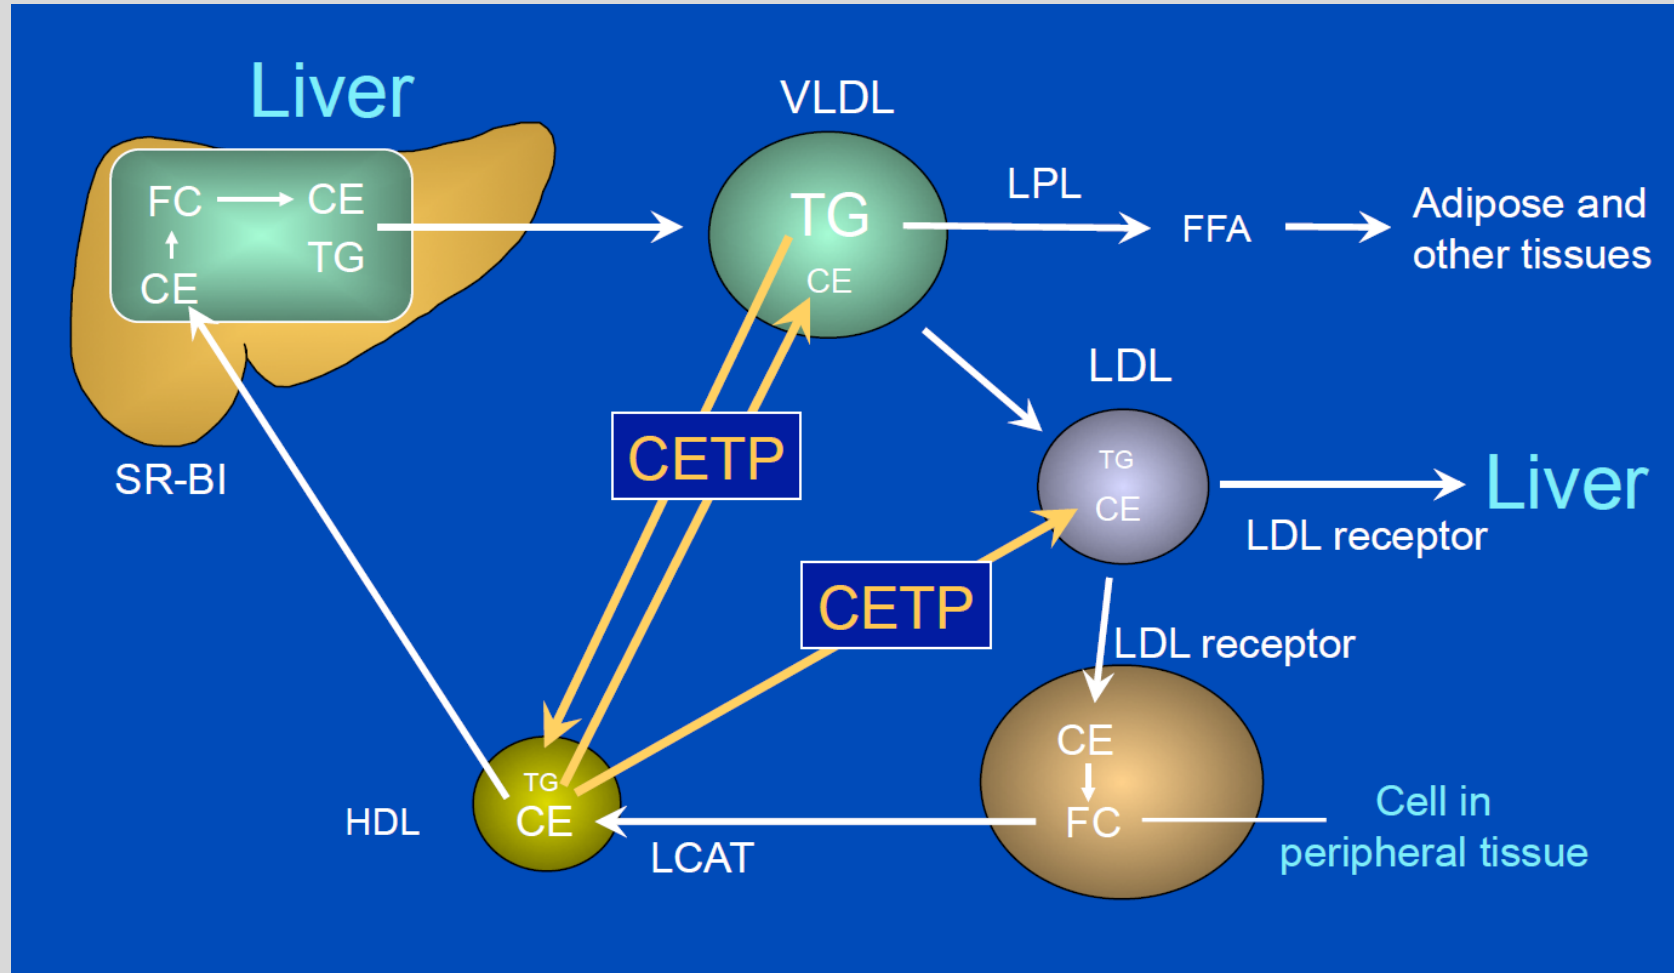 Liver
VLDL
FC
CE
TG
CE
TG
CE
LPL
FFA
Adipose and
other tissues
LDL
TG
CE
Liver
LDL receptor
SR-BI
CETP
CETP
LDL receptor
CE
FC
Cell in
peripheral tissue
HDL
TG
CE
LCAT